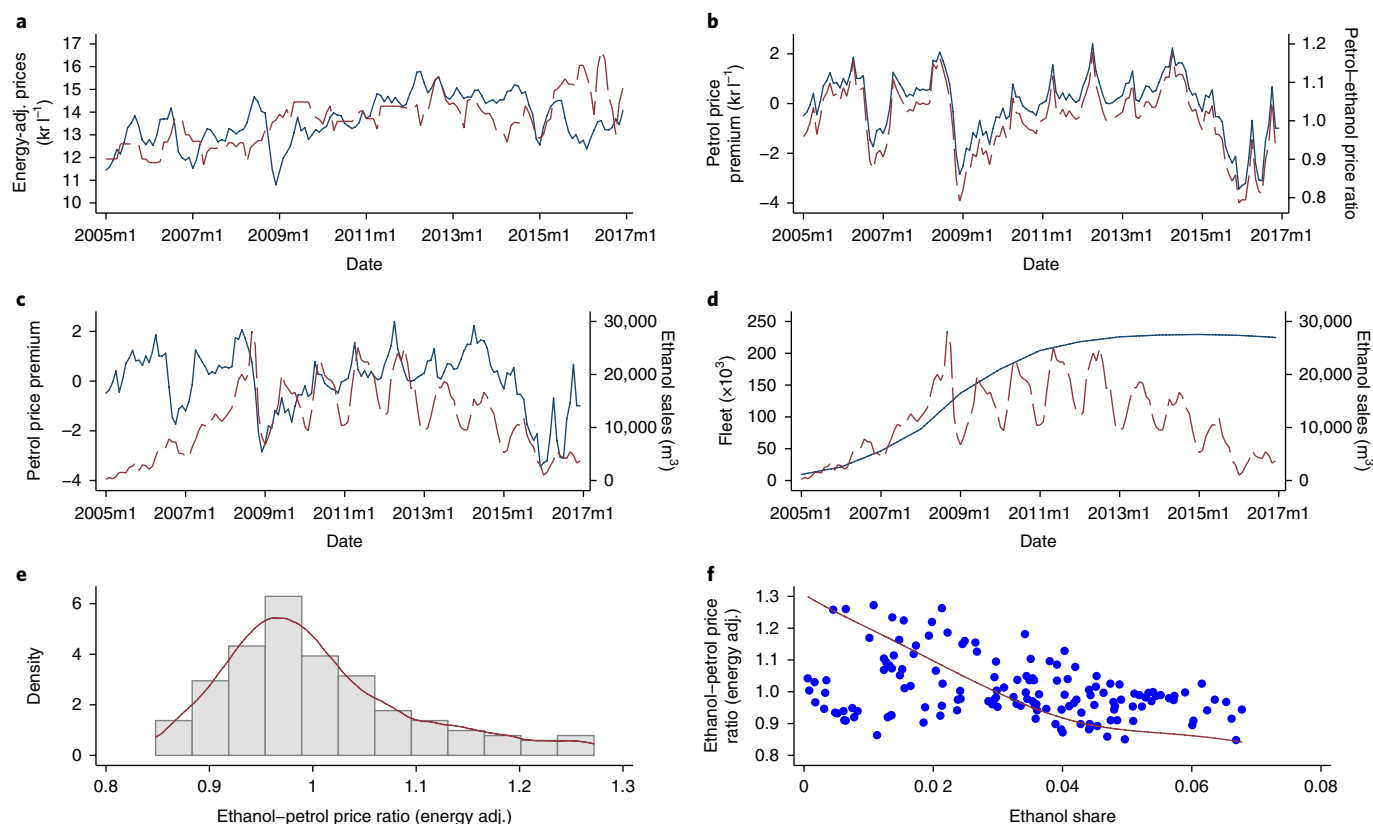 a
Energy-adj. prices
(kr l⁻¹)
17
16
15
14
13
12
11
10
2005m1 2007m1 2009m1 2011m1 2013m1 2015m1 2017m1
Date
b
Petrol price
premium (kr l⁻¹)
2
0
−2
−4
1.2
1.1
1.0
0.9
0.8
Petrol–ethanol price ratio
2005m1 2007m1 2009m1 2011m1 2013m1 2015m1 2017m1
Date
c
Petrol price premium
2
0
−2
−4
30,000
20,000
10,000
0
Ethanol sales (m³)
2005m1 2007m1 2009m1 2011m1 2013m1 2015m1 2017m1
Date
d
Fleet (×10³)
250
200
150
100
50
0
30,000
20,000
10,000
0
Ethanol sales (m³)
2005m1 2007m1 2009m1 2011m1 2013m1 2015m1 2017m1
Date
e
Density
6
4
2
0
0.8 0.9 1 1.1 1.2 1.3
Ethanol–petrol price ratio (energy adj.)
f
Ethanol–petrol price
ratio (energy adj.)
1.3
1.2
1.1
1.0
0.9
0.8
0 0.0 2 0.04 0.06 0.08
Ethanol share